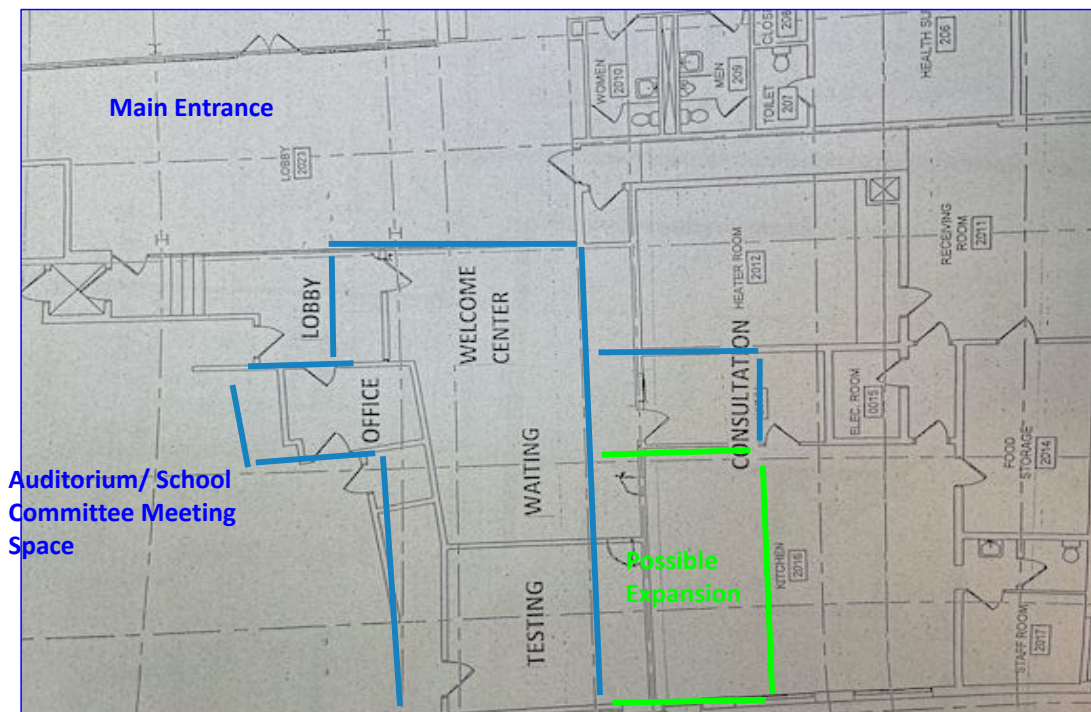 Main Entrance
LOBBY
2023
WOMEN
2010
MEN
209
TOILET
207
CLOS
208
HEALTH SU
206
RECEIVING
ROOM
2011
HEATER ROOM
2012
LOBBY
WELCOME
CENTER
OFFICE
CONSULTATION
ELEC. ROOM
0015
FOOD
STORAGE
2014
WAITING
Auditorium/ School
Committee Meeting
Space
Possible
Expansion
KITCHEN
2016
TESTING
STAFF ROOM
2017